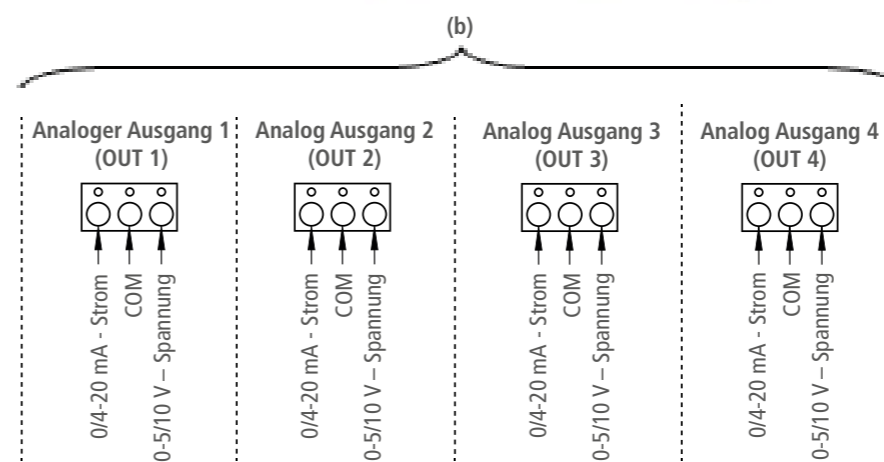 (b)
Analoger Ausgang 1
(OUT 1)
0/4-20 mA - Strom
COM
0-5/10 V – Spannung
Analog Ausgang 2
(OUT 2)
0/4-20 mA - Strom
COM
0-5/10 V – Spannung
Analog Ausgang 3
(OUT 3)
0/4-20 mA - Strom
COM
0-5/10 V – Spannung
Analog Ausgang 4
(OUT 4)
0/4-20 mA - Strom
COM
0-5/10 V – Spannung